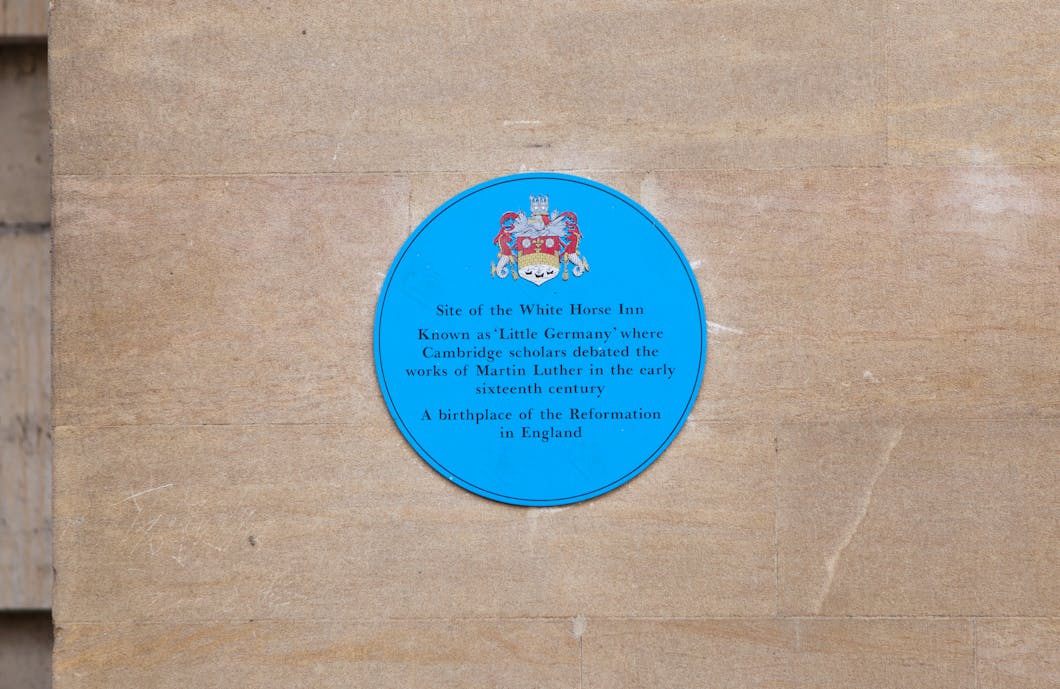 Site of the White Horse Inn
Known as ‘Little Germany’ where
Cambridge scholars debated the
works of Martin Luther in the early
sixteenth century
A birthplace of the Reformation
in England